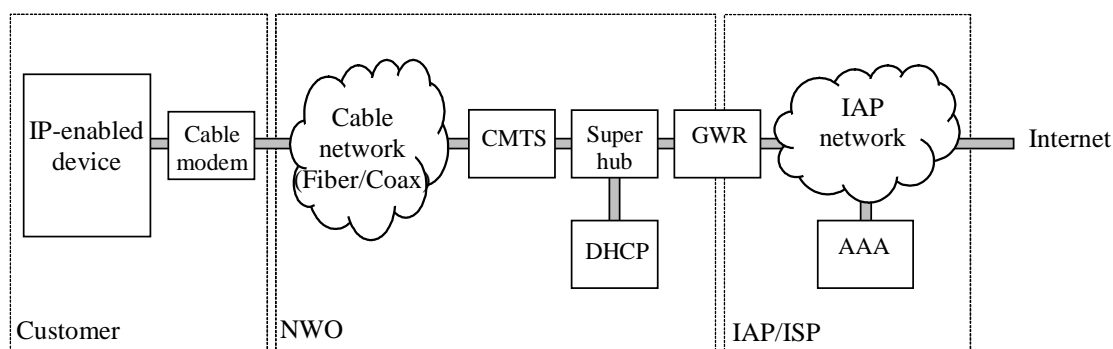 IP-enabled
device
Cable
modem
Cable
network
(Fiber/Coax)
CMTS
Super
hub
DHCP
GWR
IAP
network
AAA
Internet
Customer
NWO
IAP/ISP